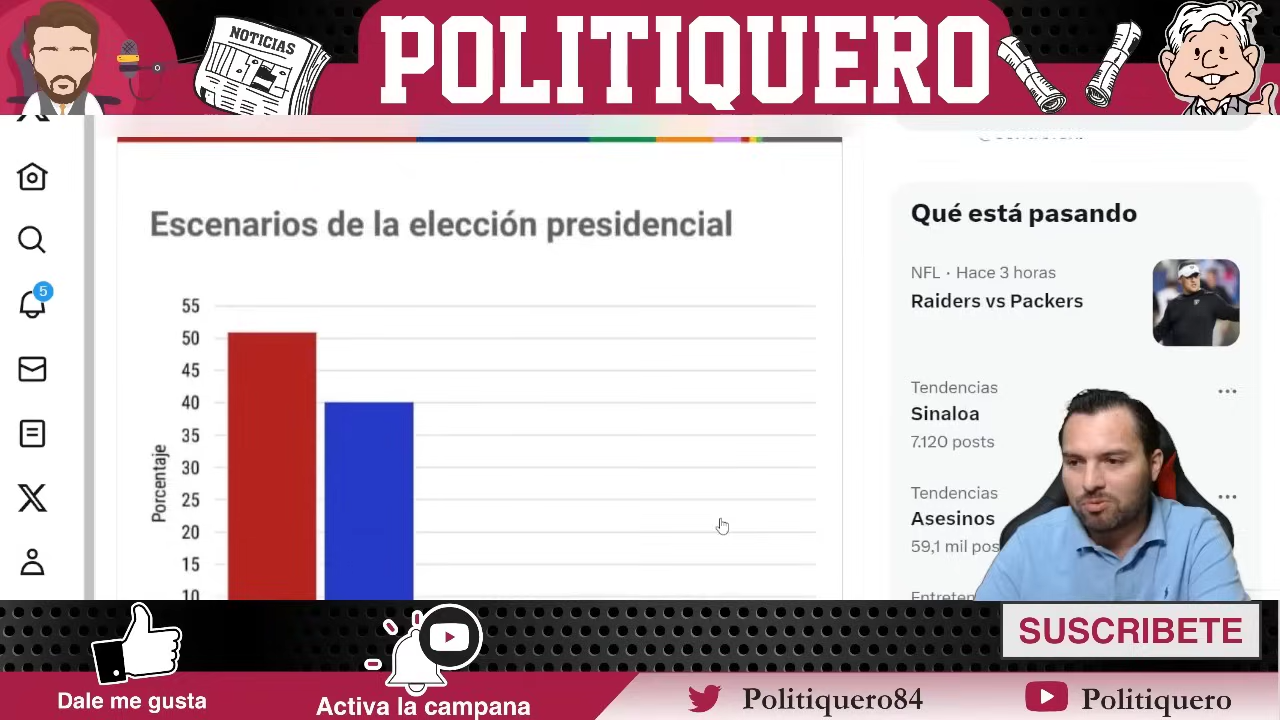 NOTICIAS
POLITIQUERO
Escenarios de la elección presidencial
55
50
45
40
35
30
25
20
15
10
Porcentaje
5
Qué está pasando
NFL · Hace 3 horas
Raiders vs Packers
Tendencias
Sinaloa
7.120 posts
Tendencias
Asesinos
59,1 mil pos
Entreten
SUSCRIBETE
Dale me gusta
Activa la campana
Politiquero84
Politiquero